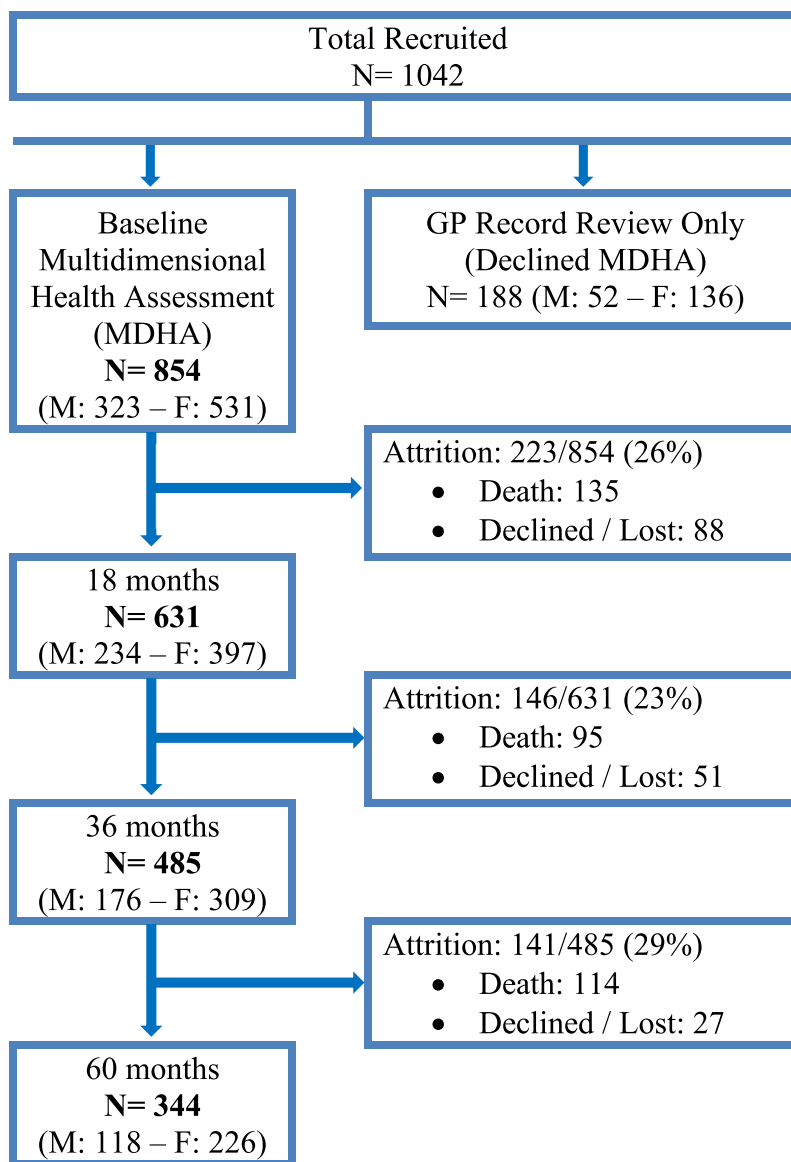 Total Recruited
N= 1042
Baseline
Multidimensional
Health Assessment
(MDHA)
N= 854
(M: 323 – F: 531)
GP Record Review Only
(Declined MDHA)
N= 188 (M: 52 – F: 136)
Attrition: 223/854 (26%)
• Death: 135
• Declined / Lost: 88
18 months
N= 631
(M: 234 – F: 397)
Attrition: 146/631 (23%)
• Death: 95
• Declined / Lost: 51
36 months
N= 485
(M: 176 – F: 309)
Attrition: 141/485 (29%)
• Death: 114
• Declined / Lost: 27
60 months
N= 344
(M: 118 – F: 226)